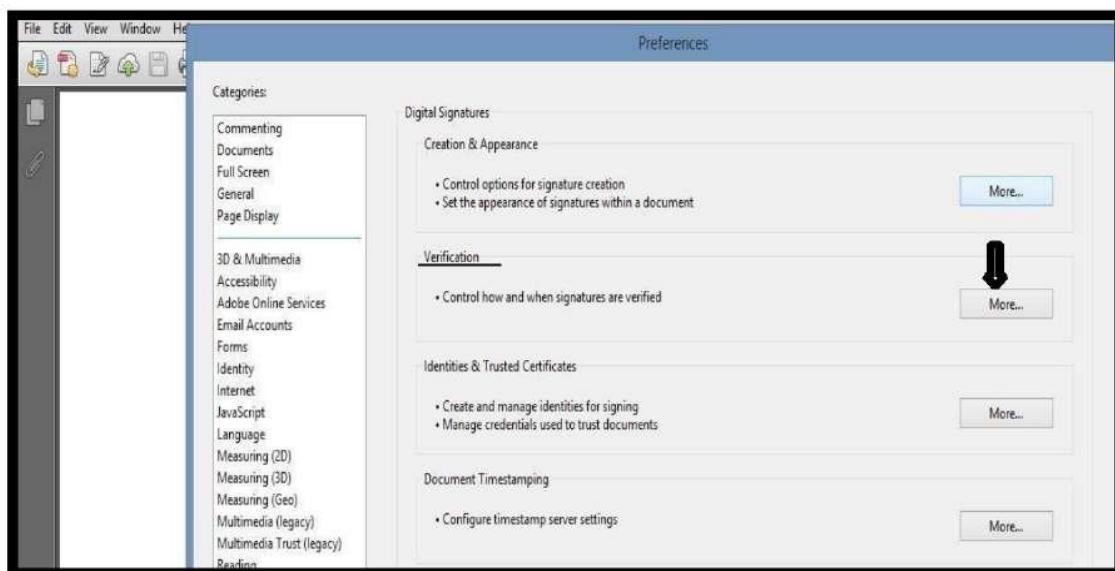 File Edit View Window He
Preferences
Categories:
Commenting
Documents
Full Screen
General
Page Display
3D & Multimedia
Accessibility
Adobe Online Services
Email Accounts
Forms
Identity
Internet
JavaScript
Language
Measuring (2D)
Measuring (3D)
Measuring (Geo)
Multimedia (legacy)
Multimedia Trust (legacy)
Reading
Digital Signatures
Creation & Appearance
• Control options for signature creation
• Set the appearance of signatures within a document
More...
Verification
• Control how and when signatures are verified
More...
Identities & Trusted Certificates
• Create and manage identities for signing
• Manage credentials used to trust documents
More...
Document Timestamping
• Configure timestamp server settings
More...